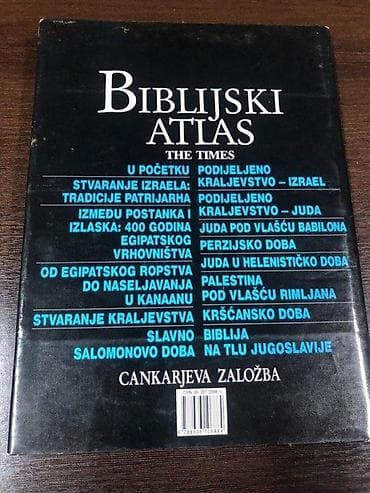 BIBLIJSKI
ATLAS
THE TIMES
U POČETKU
STVARANJE IZRAELA:
TRADICIJE PATRIJARHA
IZMEĐU POSTANKA I
IZLASKA: 400 GODINA
EGIPATSKOG
VRHOVNIŠTVA
OD EGIPATSKOG ROPSTVA
DO NASELJAVANJA
U KANAANU
STVARANJE KRALJEVSTVA
SLAVNO
SALOMONOVO DOBA
PODIJELJENO
KRALJEVSTVO – IZRAEL
PODIJELJENO
KRALJEVSTVO – JUDA
JUDA POD VLAŠĆU BABILONA
PERZIJSKO DOBA
JUDA U HELENISTIČKO DOBA
PALESTINA
POD VLAŠĆU RIMLJANA
KRŠĆANSKO DOBA
BIBLIJA
NA TLU JUGOSLAVIJE
CANKARJEVA ZALOŽBA